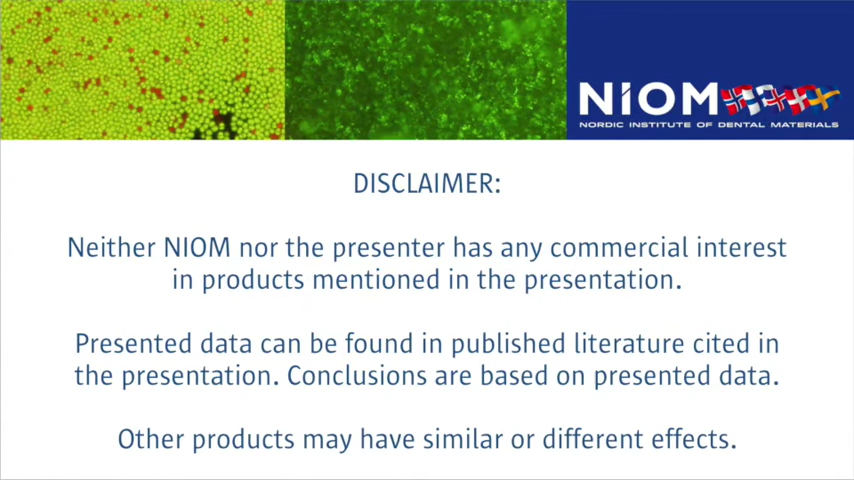 NIOM
NORDIC INSTITUTE OF DENTAL MATERIALS
DISCLAIMER:
Neither NIOM nor the presenter has any commercial interest
in products mentioned in the presentation.
Presented data can be found in published literature cited in
the presentation. Conclusions are based on presented data.
Other products may have similar or different effects.